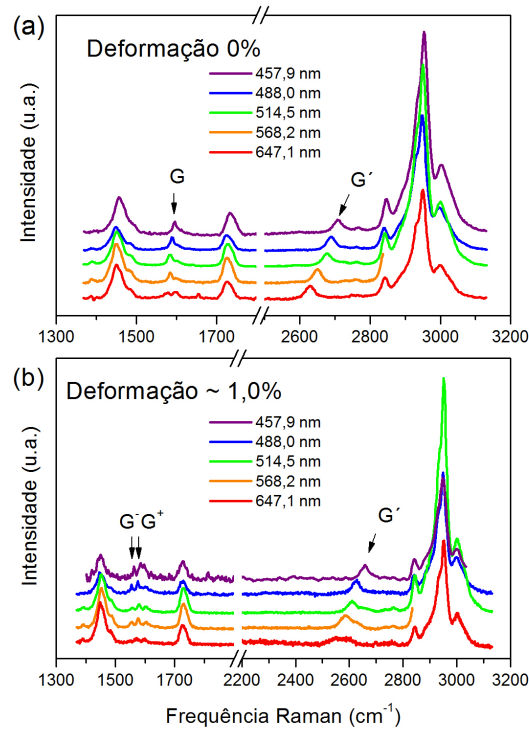 (a)
Deformação 0%
457,9 nm
488,0 nm
514,5 nm
568,2 nm
647,1 nm
G
G´
Intensidade (u.a.)
1300 1500 1700 2600 2800 3000 3200
(b)
Deformação ~ 1,0%
457,9 nm
488,0 nm
514,5 nm
568,2 nm
647,1 nm
G⁻ G⁺
G´
Intensidade (u.a.)
1300 1500 1700 2200 2400 2600 2800 3000 3200
Frequência Raman (cm⁻¹)